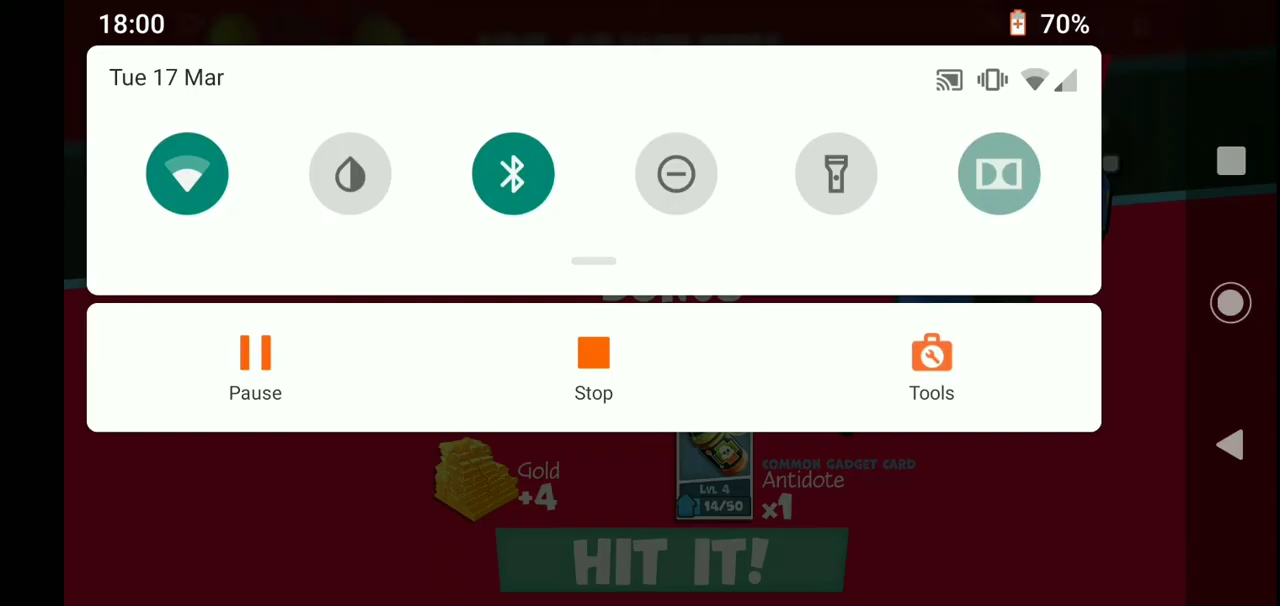 18:00
70%
Tue 17 Mar
Pause
Stop
Tools
Gold
+4
COMMON GADGET CARD
Antidote
x1
LVL 4
14/50
HIT IT!